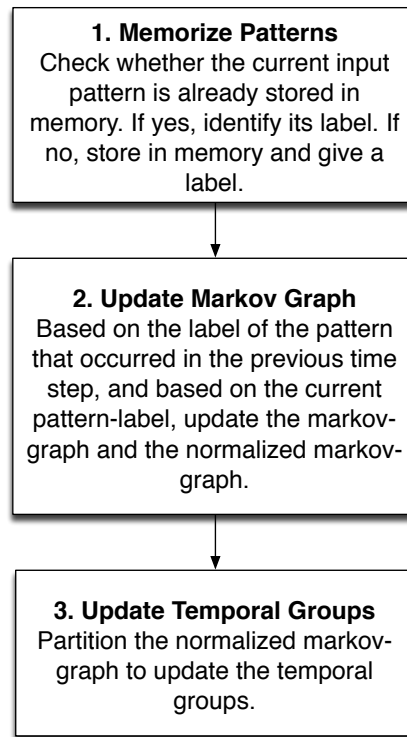 1. Memorize Patterns
Check whether the current input
pattern is already stored in
memory. If yes, identify its label. If
no, store in memory and give a
label.
2. Update Markov Graph
Based on the label of the pattern
that occurred in the previous time
step, and based on the current
pattern-label, update the markov-
graph and the normalized markov-
graph.
3. Update Temporal Groups
Partition the normalized markov-
graph to update the temporal
groups.